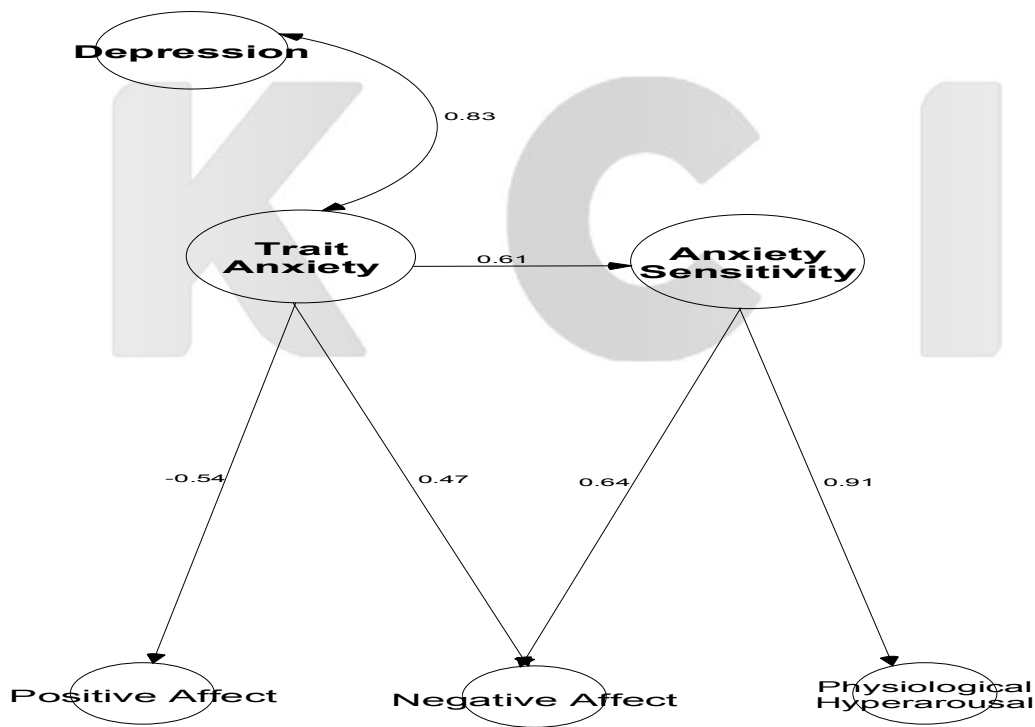 Depression
0.83
Trait
Anxiety
0.61
Anxiety
Sensitivity
-0.54
0.47
0.64
0.91
Positive Affect
Negative Affect
Physiological
Hyperarousal
KCI